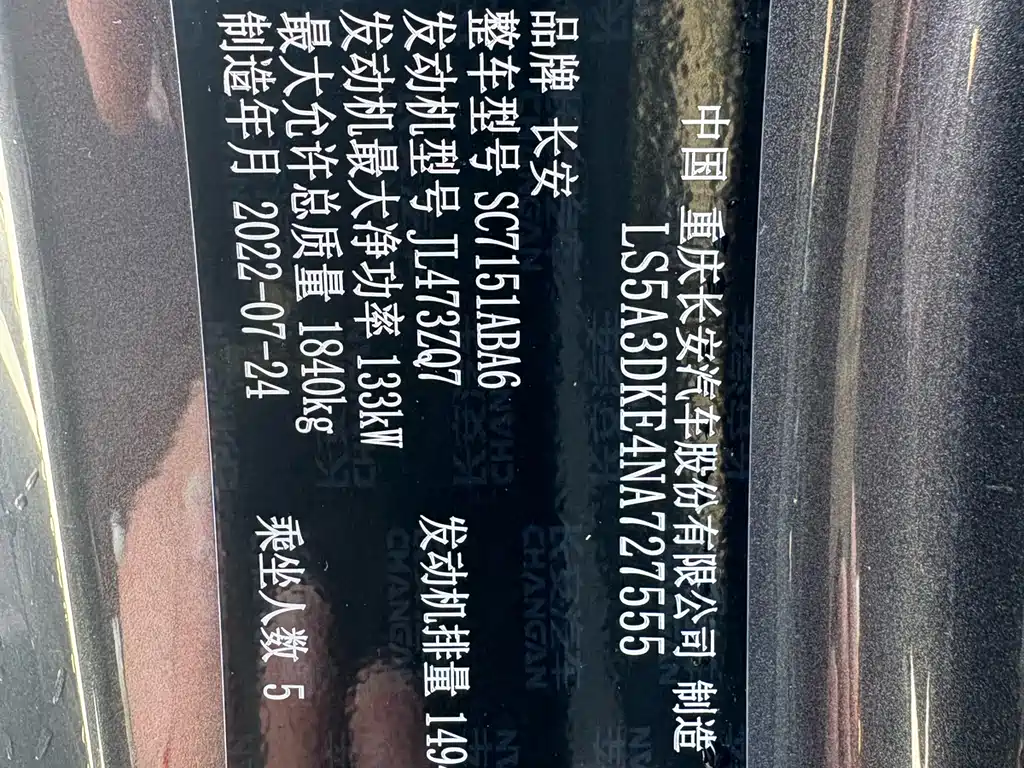 中国 重庆长安汽车股份有限公司 制造
LS5A3DKE4NA727555
品牌 长安
整车型号 SC7151ABA6
发动机型号 JL473ZQ7 发动机排量 149
发动机最大净功率 133kW
最大允许总质量 1840kg
制造年月 2022-07-24 乘坐人数 5